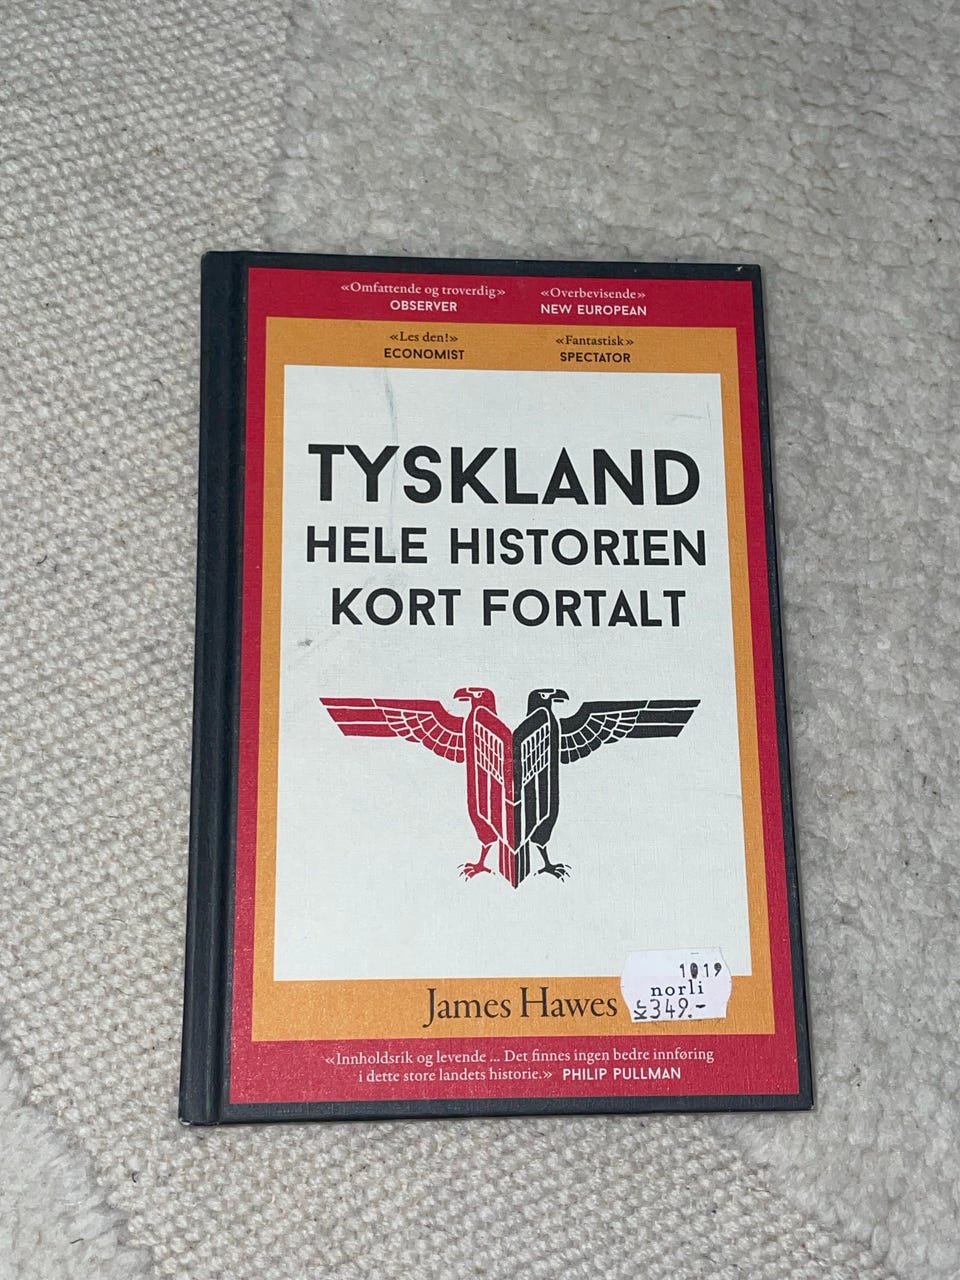 «Omfattende og troverdig»
OBSERVER
«Overbevisende»
NEW EUROPEAN
«Les den!»
ECONOMIST
«Fantastisk»
SPECTATOR
TYSKLAND
HELE HISTORIEN
KORT FORTALT
James Hawes
1019
norli
Kr 349.-
«Innholdsrik og levende ... Det finnes ingen bedre innføring
i dette store landets historie.» PHILIP PULLMAN